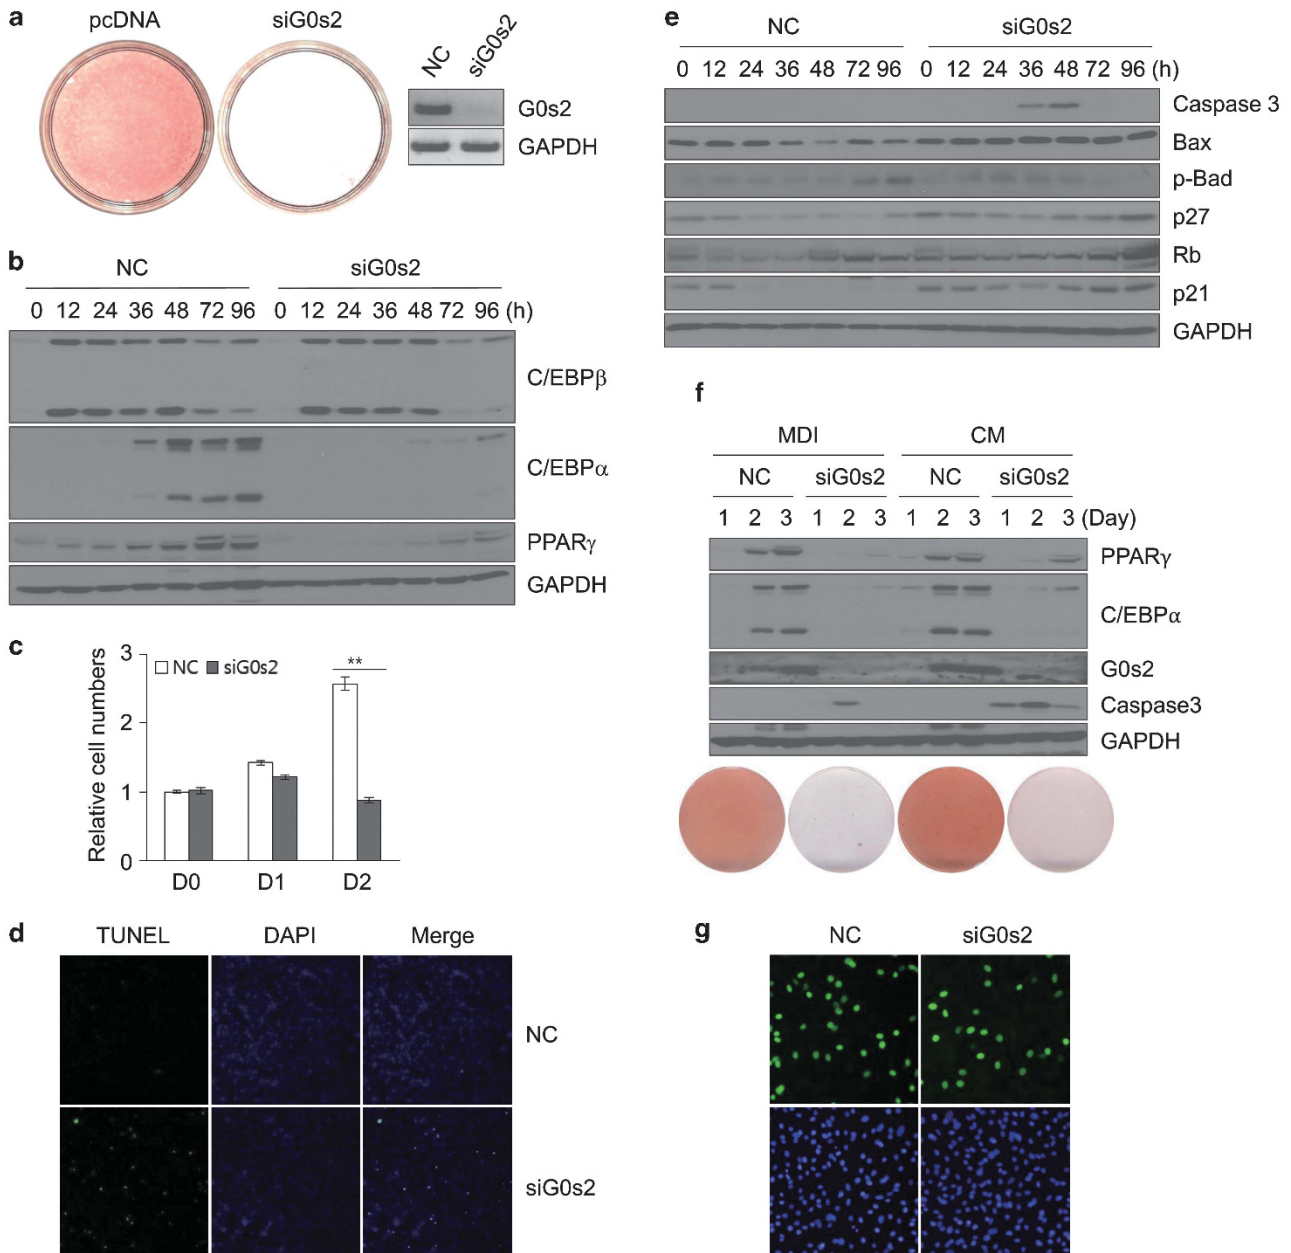 a
pcDNA siG0s2
NC siG0s2
G0s2
GAPDH
b
NC siG0s2
0 12 24 36 48 72 96 0 12 24 36 48 72 96 (h)
C/EBPβ
C/EBPα
PPARγ
GAPDH
c
Relative cell numbers
3
2
1
0
NC siG0s2
**
D0 D1 D2
d
TUNEL DAPI Merge
NC
siG0s2
e
NC siG0s2
0 12 24 36 48 72 96 0 12 24 36 48 72 96 (h)
Caspase 3
Bax
p-Bad
p27
Rb
p21
GAPDH
f
MDI CM
NC siG0s2 NC siG0s2
1 2 3 1 2 3 1 2 3 1 2 3 (Day)
PPARγ
C/EBPα
G0s2
Caspase3
GAPDH
g
NC siG0s2